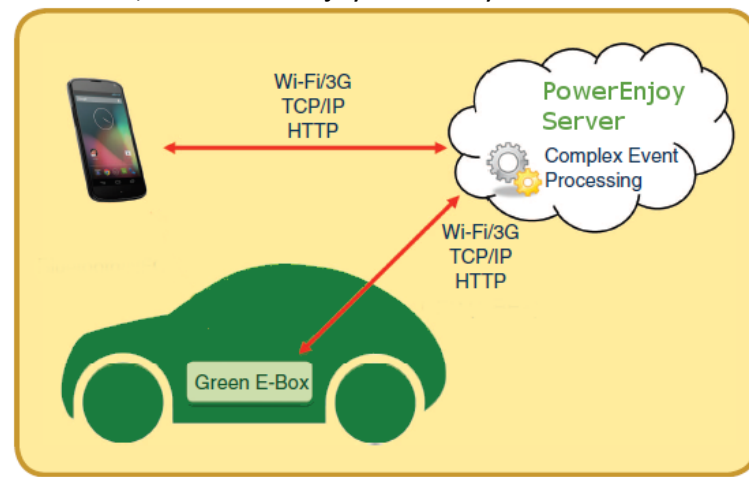 Wi-Fi/3G
TCP/IP
HTTP
PowerEnjoy
Server
Complex Event
Processing
Wi-Fi/3G
TCP/IP
HTTP
Green E-Box